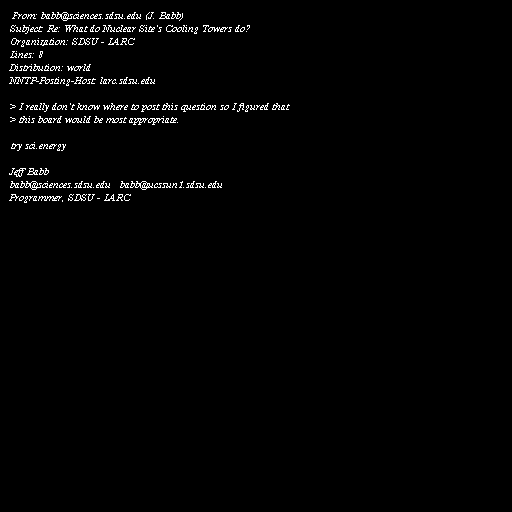 From: babb@sciences.sdsu.edu (J. Babb)
Subject: Re: What do Nuclear Site's Cooling Towers do?
Organization: SDSU - LARC
Lines: 8
Distribution: world
NNTP-Posting-Host: larc.sdsu.edu
> I really don't know where to post this question so I figured that
> this board would be most appropriate.
try sci.energy
Jeff Babb
babb@sciences.sdsu.edu babb@ucssun1.sdsu.edu
Programmer, SDSU - LARC